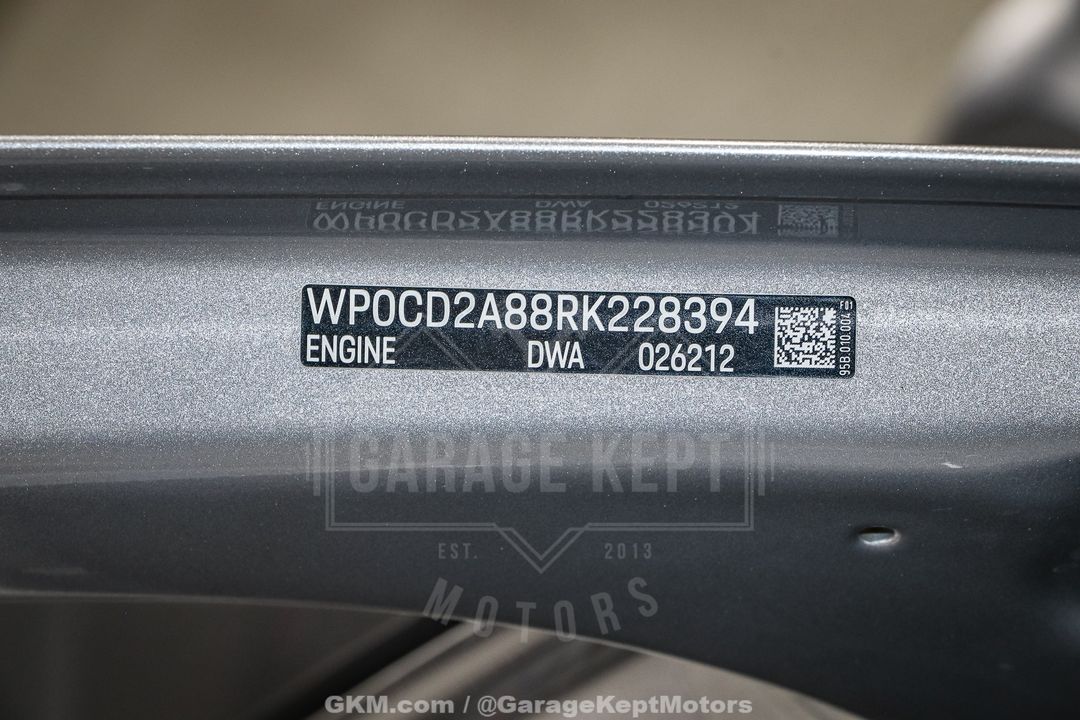 WP0CD2A88RK228394
ENGINE DWA 026212
95B.010.004 F01
GARAGE KEPT
EST. 2013
MOTORS
GKM.com / @GarageKeptMotors